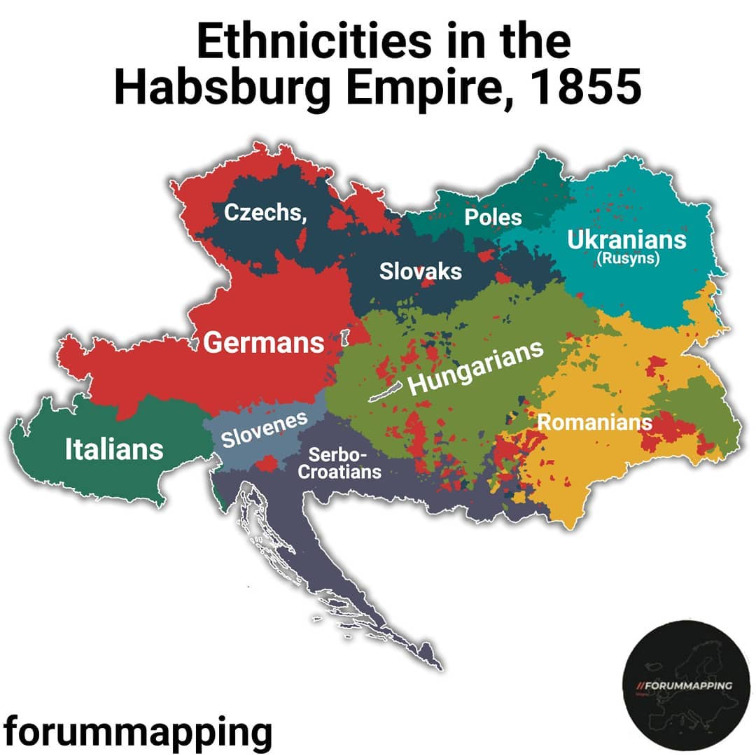 Ethnicities in the
Habsburg Empire, 1855
Czechs,
Poles
Ukranians
(Rusyns)
Slovaks
Germans
Hungarians
Romanians
Slovenes
Italians
Serbo-
Croatians
//FORUMMAPPING
forummapping